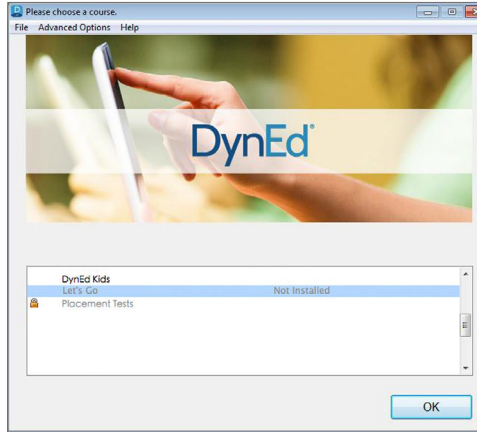 Please choose a course.
File Advanced Options Help
DynEd®
DynEd Kids
Let's Go Not Installed
Placement Tests
OK